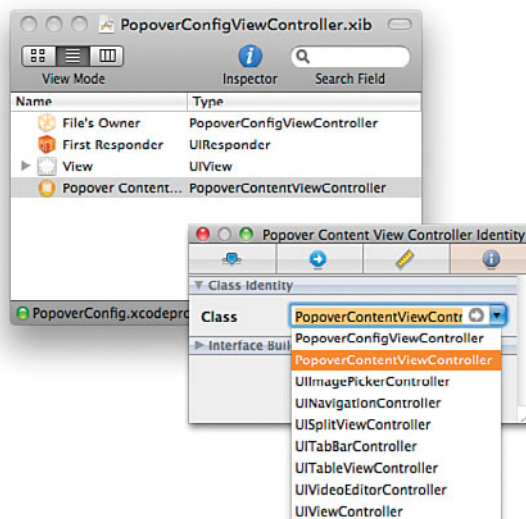 PopoverConfigViewController.xib
View Mode
Inspector
Search Field
Name Type
File's Owner PopoverConfigViewController
First Responder UIResponder
View UIView
Popover Content... PopoverContentViewController
PopoverConfig.xcodepro
Popover Content View Controller Identity
Class Identity
Class PopoverContentViewContr
Interface Buil
PopoverConfigViewController
PopoverContentViewController
UIImagePickerController
UINavigationController
UISplitViewController
UITabBarController
UITableViewController
UIVideoEditorController
UIViewController